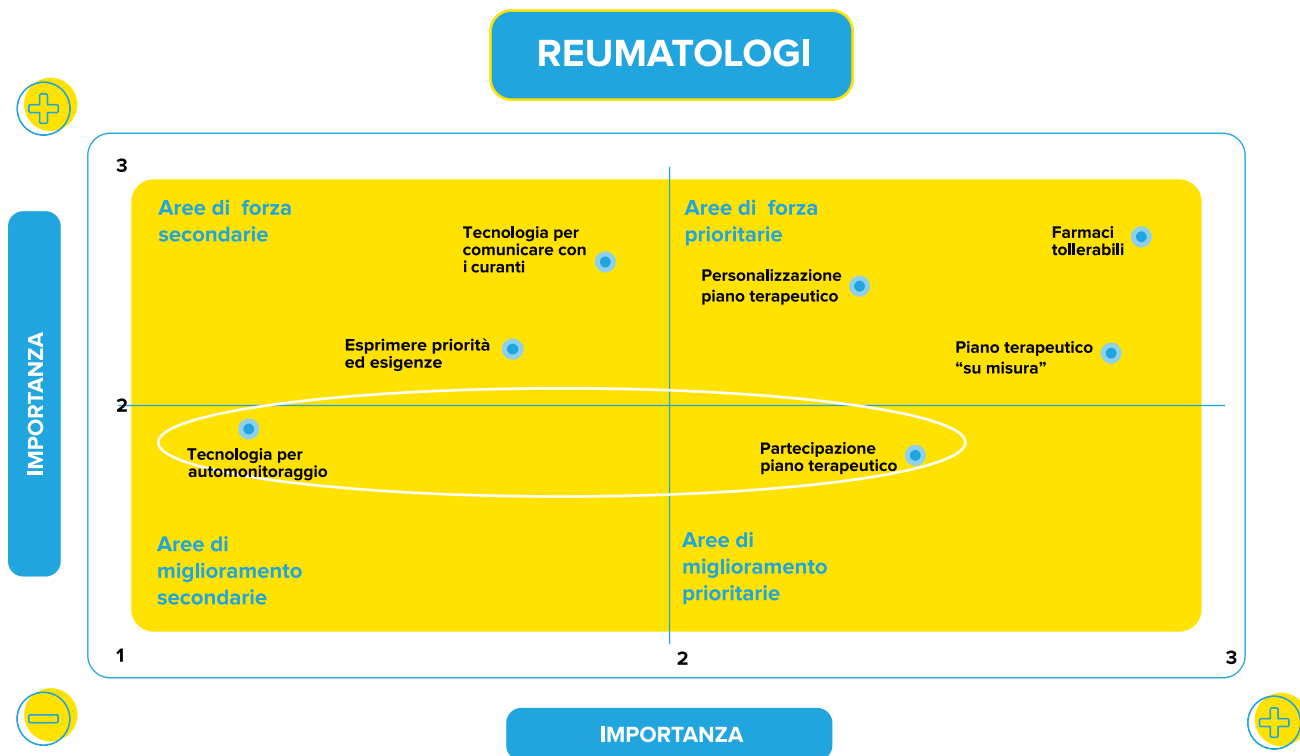 REUMATOLOGI
3
Aree di forza
secondarie
Tecnologia per
comunicare con
i curanti
Aree di forza
prioritarie
Farmaci
tollerabili
Personalizzazione
piano terapeutico
Esprimere priorità
ed esigenze
Piano terapeutico
“su misura”
IMPORTANZA
2
Tecnologia per
automonitoraggio
Partecipazione
piano terapeutico
Aree di
miglioramento
secondarie
Aree di
miglioramento
prioritarie
1
2
3
IMPORTANZA